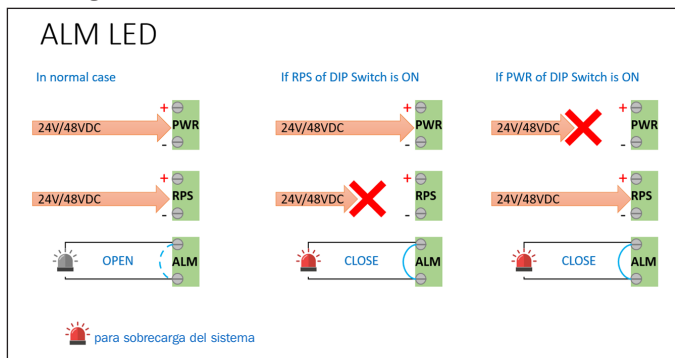 ALM LED
In normal case
If RPS of DIP Switch is ON
If PWR of DIP Switch is ON
+
24V/48VDC
PWR
-
+
24V/48VDC
PWR
-
+
24V/48VDC
PWR
-
+
24V/48VDC
RPS
-
+
24V/48VDC
RPS
-
+
24V/48VDC
RPS
-
OPEN
ALM
CLOSE
ALM
CLOSE
ALM
para sobrecarga del sistema